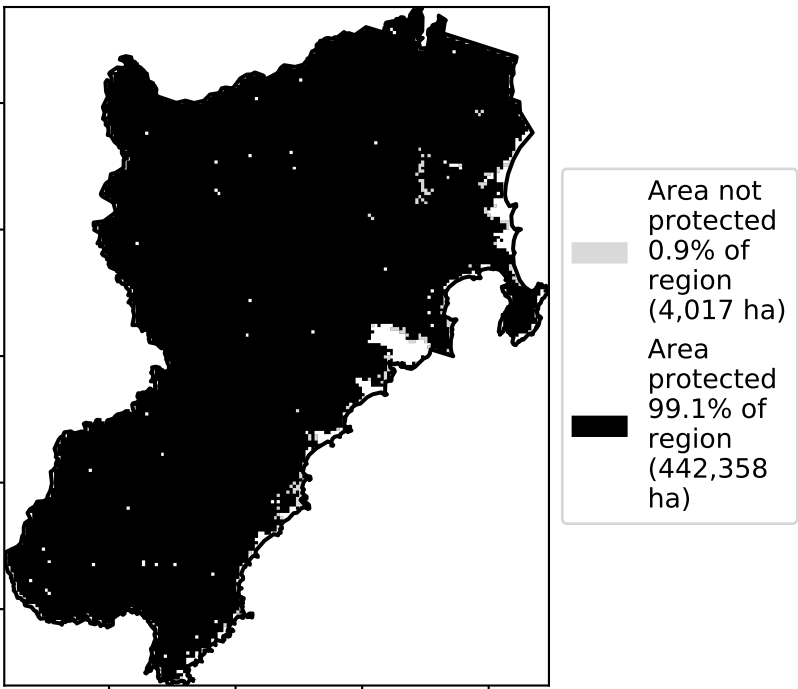 Area not
protected
0.9% of
region
(4,017 ha)
Area
protected
99.1% of
region
(442,358
ha)